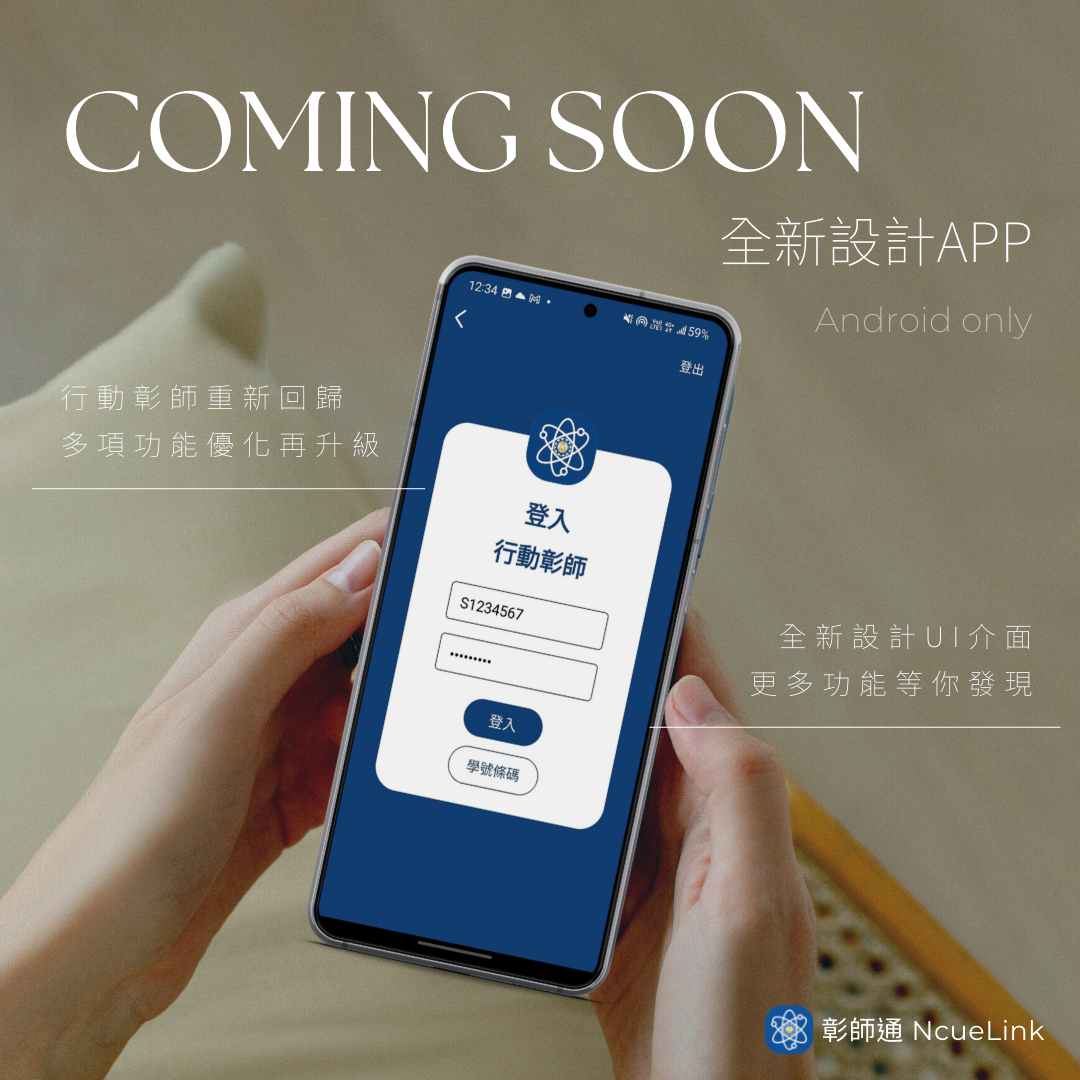 COMING SOON
全新設計APP
Android only
12:34
VoD LTE1 4G+ 59%
登出
行動彰師重新回歸
多項功能優化再升級
登入
行動彰師
S1234567
•••••••••
登入
學號條碼
全新設計UI介面
更多功能等你發現
彰師通 NcueLink